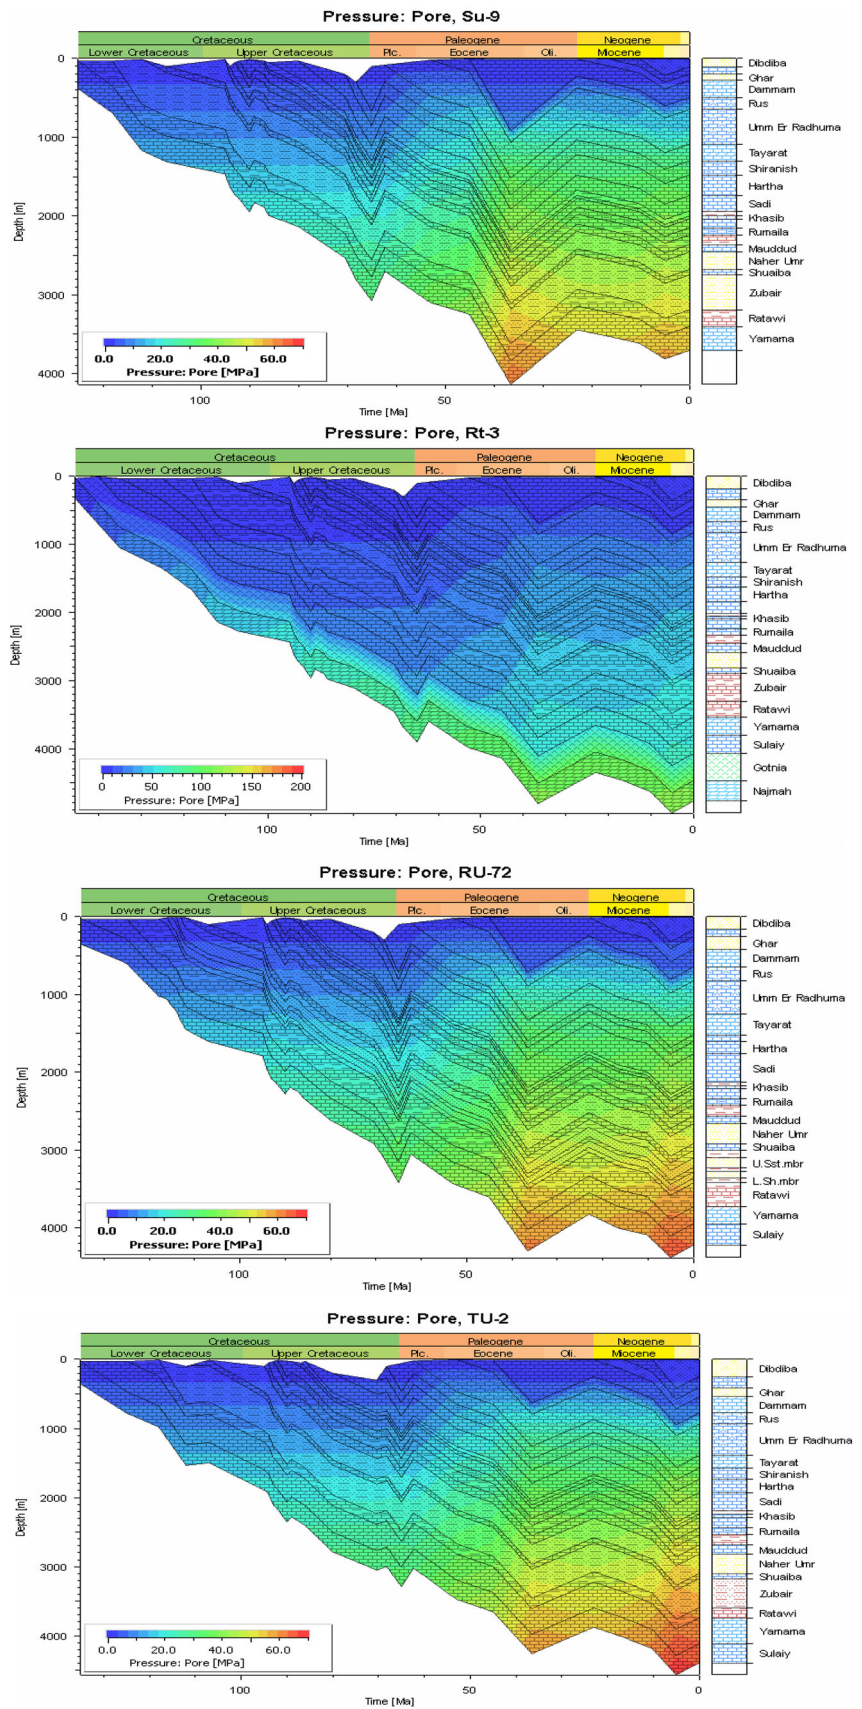 Pressure: Pore, Su-9
Cretaceous Paleogene Neogene
Lower Cretaceous Upper Cretaceous Plc. Eocene Oli. Miocene
0
1000
2000
3000
4000
Depth [m]
100 50 0
Time [Ma]
0.0 20.0 40.0 60.0
Pressure: Pore [MPa]
Dibdiba
Ghar
Dammam
Rus
Umm Er Radhuma
Tayarat
Shiranish
Hartha
Sadi
Khasib
Rumaila
Mauddud
Naher Umr
Shuaiba
Zubair
Ratawi
Yamama
Pressure: Pore, Rt-3
Cretaceous Paleogene Neogene
Lower Cretaceous Upper Cretaceous Plc. Eocene Oli. Miocene
0
1000
2000
3000
4000
Depth [m]
100 50 0
Time [Ma]
0 50 100 150 200
Pressure: Pore [MPa]
Dibdiba
Ghar
Dammam
Rus
Umm Er Radhuma
Tayarat
Shiranish
Hartha
Khasib
Rumaila
Mauddud
Shuaiba
Zubair
Ratawi
Yamama
Sulaiy
Gotnia
Najmah
Pressure: Pore, RU-72
Cretaceous Paleogene Neogene
Lower Cretaceous Upper Cretaceous Plc. Eocene Oli. Miocene
0
1000
2000
3000
4000
Depth [m]
100 50 0
Time [Ma]
0.0 20.0 40.0 60.0
Pressure: Pore [MPa]
Dibdiba
Ghar
Dammam
Rus
Umm Er Radhuma
Tayarat
Hartha
Sadi
Khasib
Rumaila
Mauddud
Naher Umr
Shuaiba
U.Sst.mbr
L.Sh.mbr
Ratawi
Yamama
Sulaiy
Pressure: Pore, TU-2
Cretaceous Paleogene Neogene
Lower Cretaceous Upper Cretaceous Plc. Eocene Oli. Miocene
0
1000
2000
3000
4000
Depth [m]
100 50 0
Time [Ma]
0.0 20.0 40.0 60.0
Pressure: Pore [MPa]
Dibdiba
Ghar
Dammam
Rus
Umm Er Radhuma
Tayarat
Shiranish
Hartha
Sadi
Khasib
Rumaila
Mauddud
Naher Umr
Shuaiba
Zubair
Ratawi
Yamama
Sulaiy